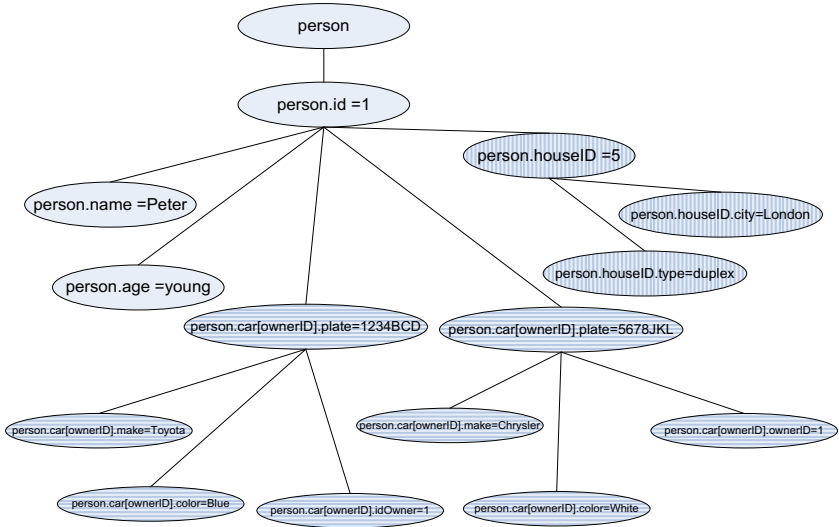 person
person.id =1
person.houseID =5
person.name =Peter
person.houseID.city=London
person.age =young
person.houseID.type=duplex
person.car[ownerID].plate=1234BCD
person.car[ownerID].plate=5678JKL
person.car[ownerID].make=Toyota
person.car[ownerID].make=Chrysler
person.car[ownerID].ownerID=1
person.car[ownerID].color=Blue
person.car[ownerID].idOwner=1
person.car[ownerID].color=White